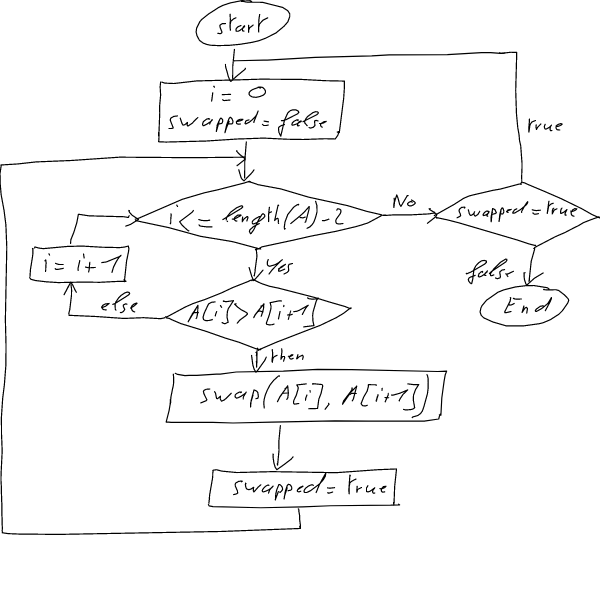 start
i = 0
swapped = false
true
i <= length(A) - 2
No
swapped = true
i = i + 1
Yes
false
else
A[i] > A[i+1]
End
then
swap(A[i], A[i+1])
swapped = true